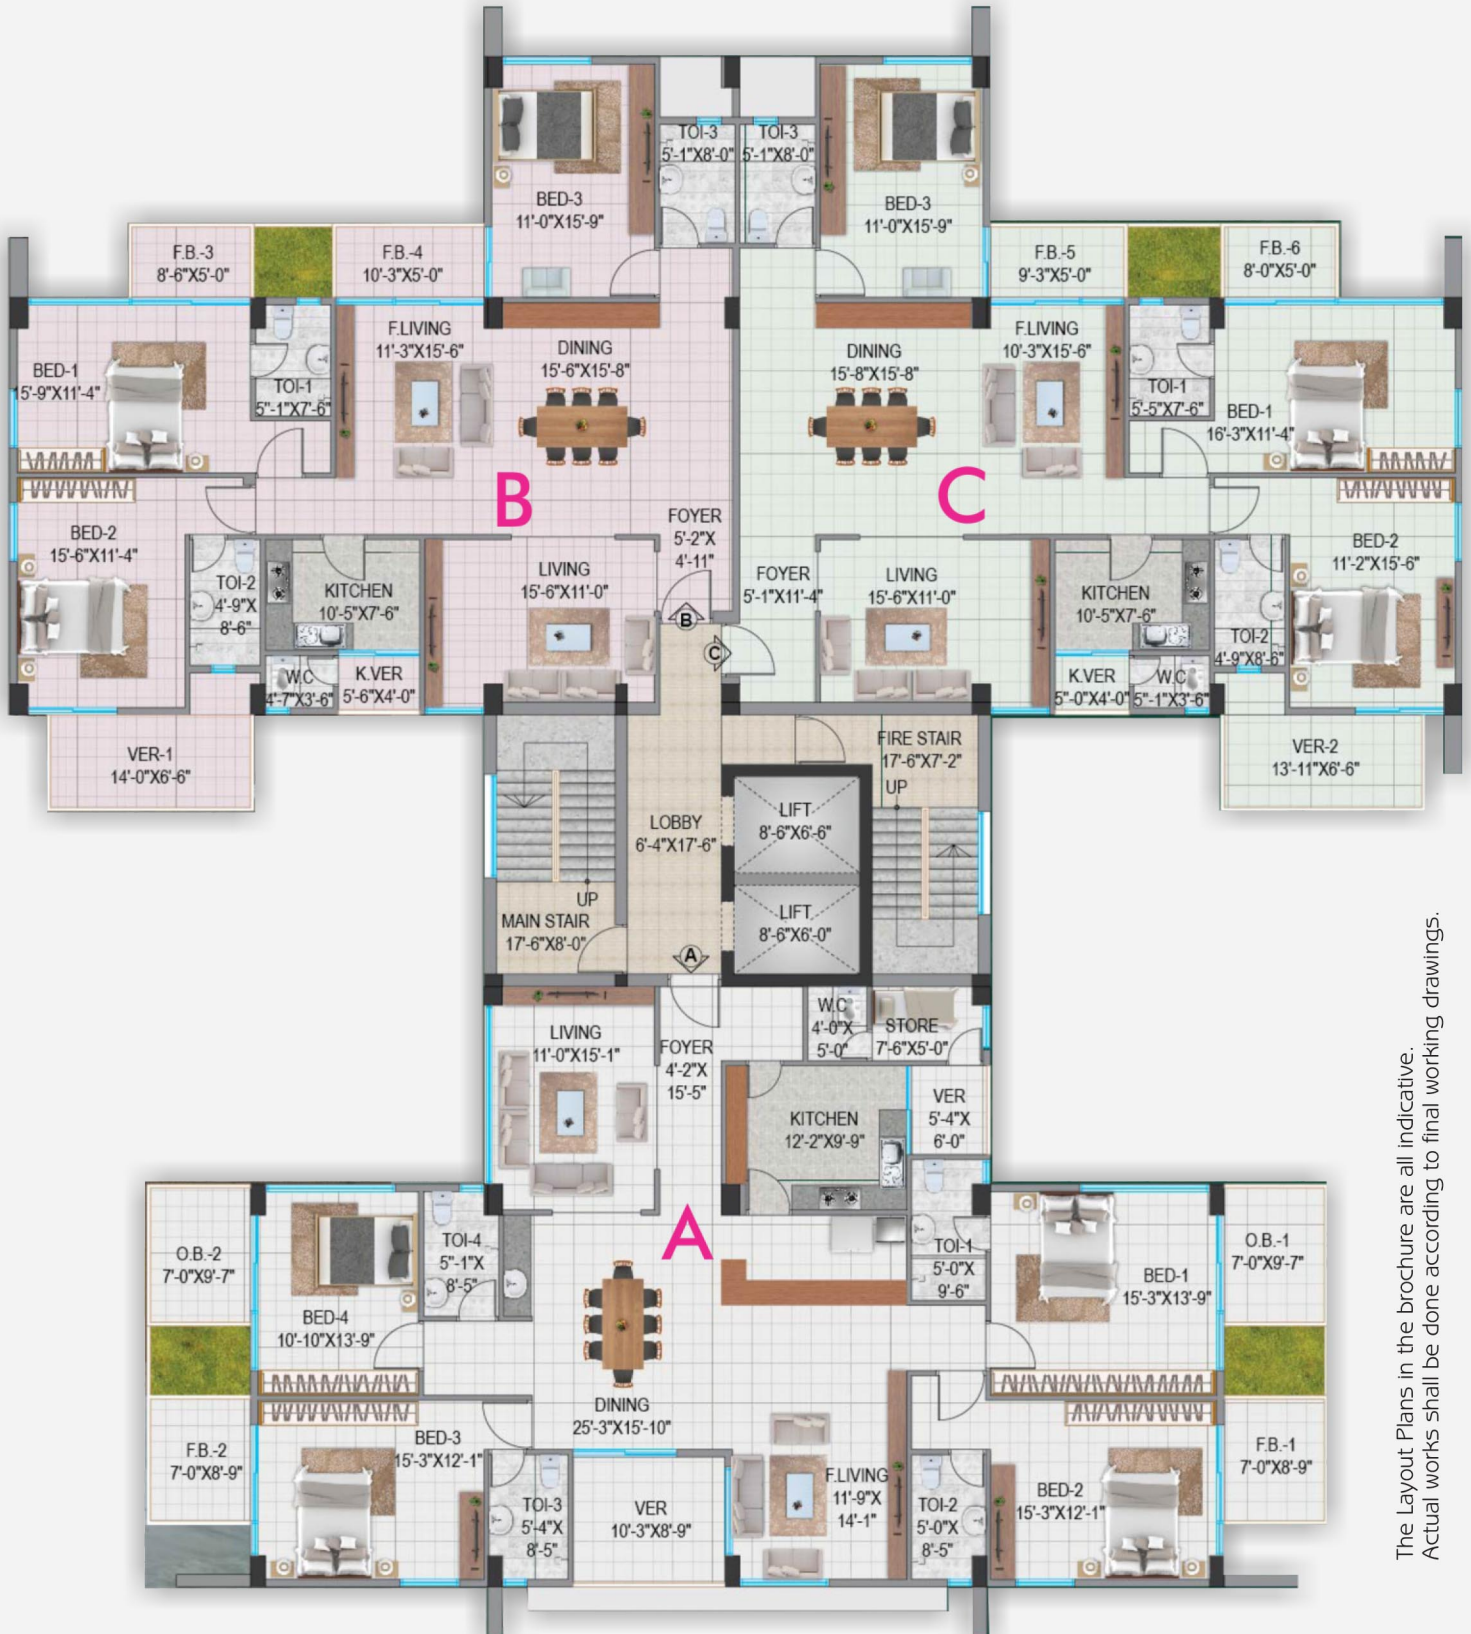 TOI-3
5'-1"X8'-0"
TOI-3
5'-1"X8'-0"
BED-3
11'-0"X15'-9"
BED-3
11'-0"X15'-9"
F.B.-3
8'-6"X5'-0"
F.B.-4
10'-3"X5'-0"
F.B.-5
9'-3"X5'-0"
F.B.-6
8'-0"X5'-0"
BED-1
15'-9"X11'-4"
TOI-1
5"-1"X7'-6"
F.LIVING
11'-3"X15'-6"
DINING
15'-6"X15'-8"
DINING
15'-8"X15'-8"
F.LIVING
10'-3"X15'-6"
TOI-1
5'-5"X7'-6"
BED-1
16'-3"X11'-4"
B
C
BED-2
15'-6"X11'-4"
TOI-2
4'-9"X
8'-6"
KITCHEN
10'-5"X7'-6"
LIVING
15'-6"X11'-0"
FOYER
5'-2"X
4'-11"
FOYER
5'-1"X11'-4"
LIVING
15'-6"X11'-0"
KITCHEN
10'-5"X7'-6"
TOI-2
4'-9"X8'-6"
BED-2
11'-2"X15'-6"
B
C
W.C
4'-7"X3'-6"
K.VER
5'-6"X4'-0"
K.VER
5"-0"X4'-0"
W.C
5"-1"X3'-6"
VER-1
14'-0"X6'-6"
VER-2
13'-11"X6'-6"
FIRE STAIR
17'-6"X7'-2"
UP
LOBBY
6'-4"X17'-6"
LIFT
8'-6"X6'-6"
LIFT
8'-6"X6'-0"
UP
MAIN STAIR
17'-6"X8'-0"
A
LIVING
11'-0"X15'-1"
FOYER
4'-2"X
15'-5"
W.C
4'-0"X
5'-0"
STORE
7'-6"X5'-0"
KITCHEN
12'-2"X9'-9"
VER
5'-4"X
6'-0"
A
O.B.-2
7'-0"X9'-7"
BED-4
10'-10"X13'-9"
TOI-4
5"-1"X
8'-5"
TOI-1
5'-0"X
9'-6"
BED-1
15'-3"X13'-9"
O.B.-1
7'-0"X9'-7"
F.B.-2
7'-0"X8'-9"
BED-3
15'-3"X12'-1"
DINING
25'-3"X15'-10"
TOI-3
5'-4"X
8'-5"
VER
10'-3"X8'-9"
F.LIVING
11'-9"X
14'-1"
TOI-2
5'-0"X
8'-5"
BED-2
15'-3"X12'-1"
F.B.-1
7'-0"X8'-9"
The Layout Plans in the brochure are all indicative.
Actual works shall be done according to final working drawings.